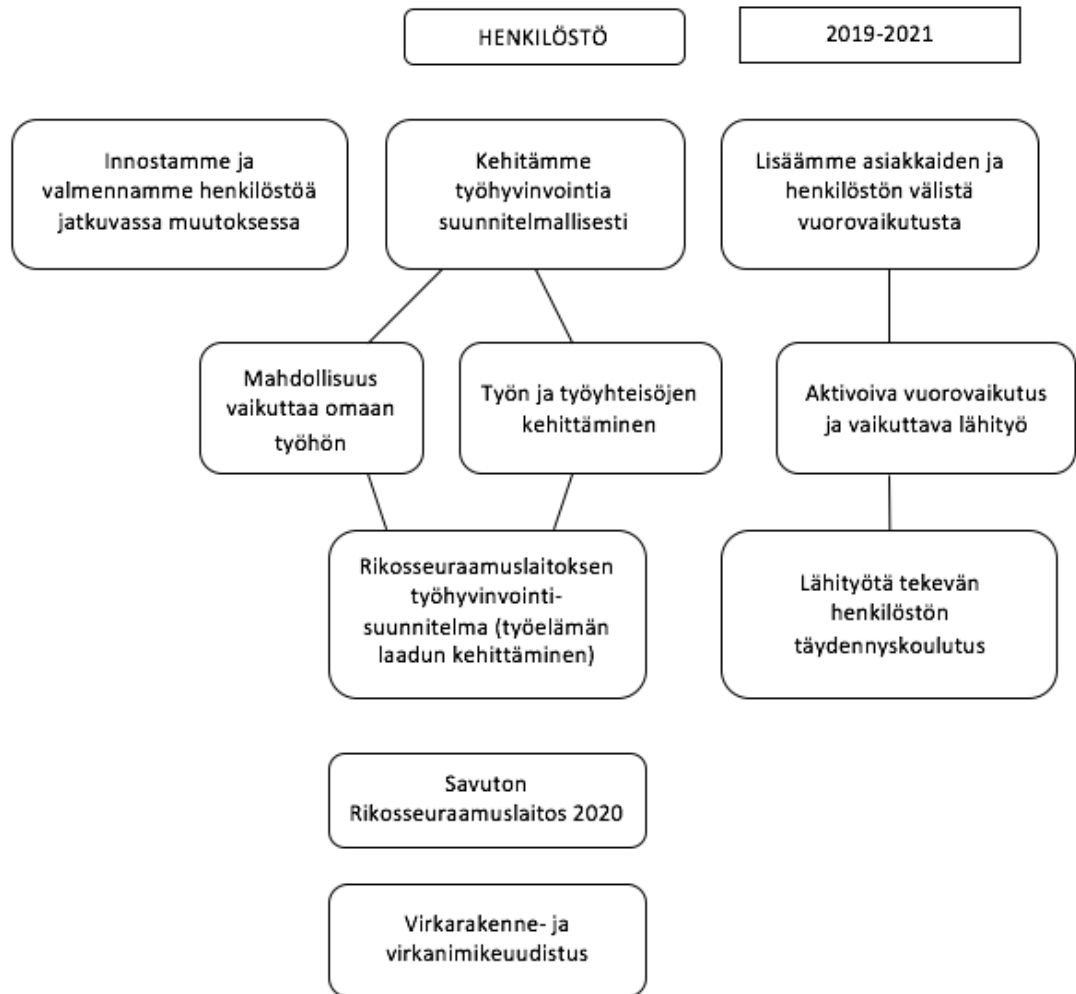 HENKILÖSTÖ
2019-2021
Innostamme ja
valmennamme henkilöstöä
jatkuvassa muutoksessa
Kehitämme
työhyvinvointia
suunnitelmallisesti
Lisäämme asiakkaiden ja
henkilöstön välistä
vuorovaikutusta
Mahdollisuus
vaikuttaa omaan
työhön
Työn ja työyhteisöjen
kehittäminen
Aktivoiva vuorovaikutus
ja vaikuttava lähityö
Rikosseuraamuslaitoksen
työhyvinvointi-
suunnitelma (työelämän
laadun kehittäminen)
Lähityötä tekevän
henkilöstön
täydennyskoulutus
Savuton
Rikosseuraamuslaitos 2020
Virkarakenne- ja
virkanimikeuudistus